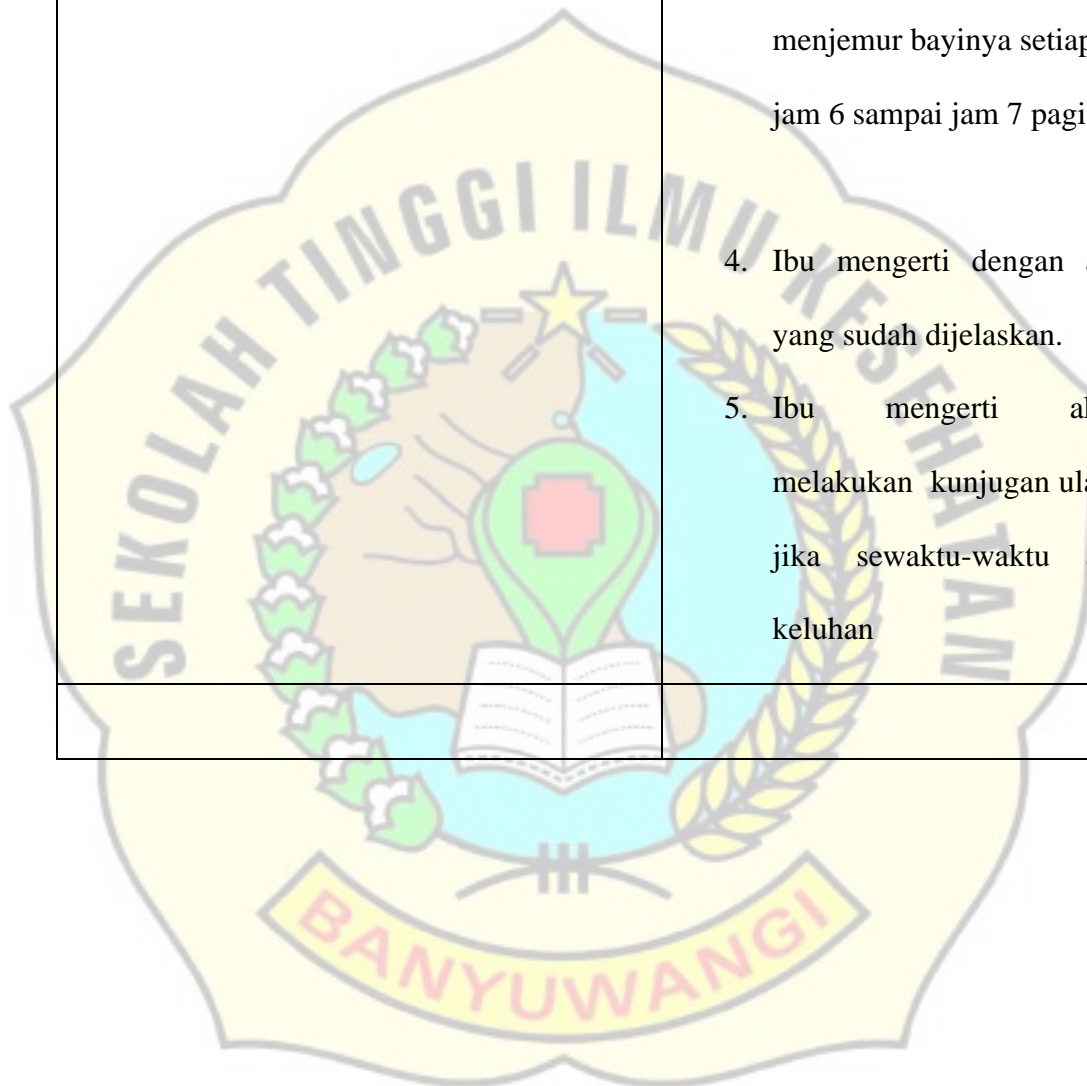 menjemur bayinya setiap
jam 6 sampai jam 7 pagi
4. Ibu mengerti dengan
yang sudah dijelaskan.
5. Ibu mengerti
melakukan kunjugan
jika sewaktu-waktu
keluhan
SEKOLAH TINGGI ILMU KESEHATAN
BANYUWANGI